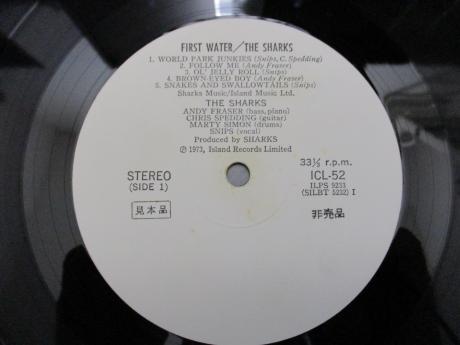 FIRST WATER/THE SHARKS
1. WORLD PARK JUNKIES (Snips, C. Spedding)
2. FOLLOW ME (Andy Fraser)
3. OL' JELLY ROLL (Snips)
4. BROWN-EYED BOY (Andy Fraser)
5. SNAKES AND SWALLOWTAILS (Snips)
Sharks Music/Island Music Ltd.
THE SHARKS
ANDY FRASER (bass, piano)
CHRIS SPEDDING (guitar)
MARTY SIMON (drums)
SNIPS (vocal)
Produced by SHARKS
℗ 1973, Island Records Limited
STEREO
(SIDE 1)
見本品
33⅓ r.p.m.
ICL-52
ILPS 9233
(SILBT 5232) I
非売品